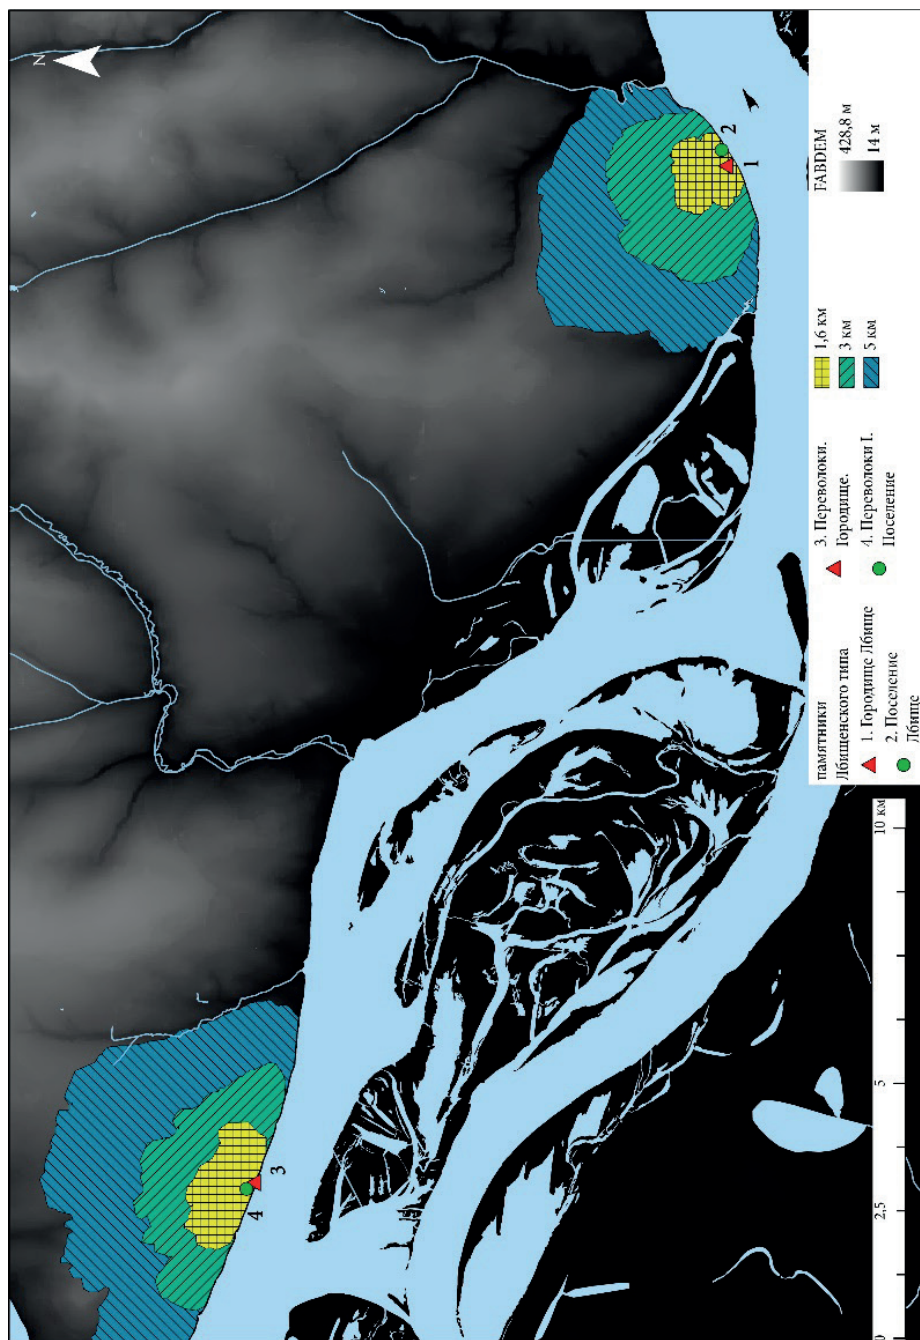 N
2
1
3
4
памятники
Лбищенского типа
1. Городище Лбище
2. Поселение
Лбище
3. Переволоки.
Городище.
4. Переволоки I.
Поселение
1,6 км
3 км
5 км
FABDEM
428,8 м
14 м
0
2,5
5
10 км